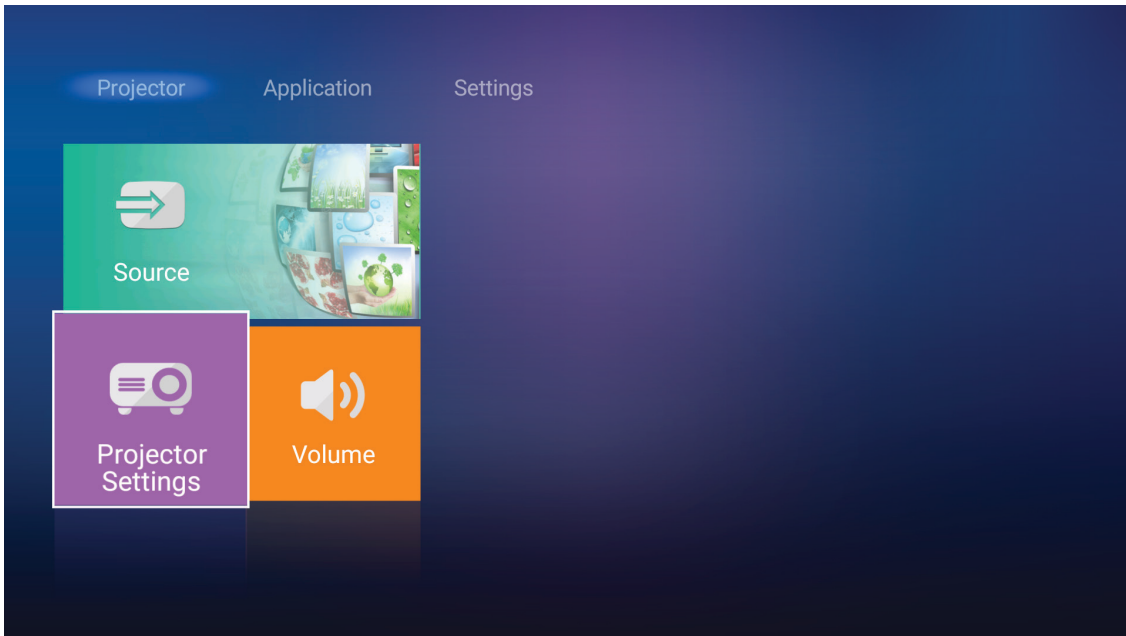 Projector Application Settings
Source
Projector
Settings
Volume